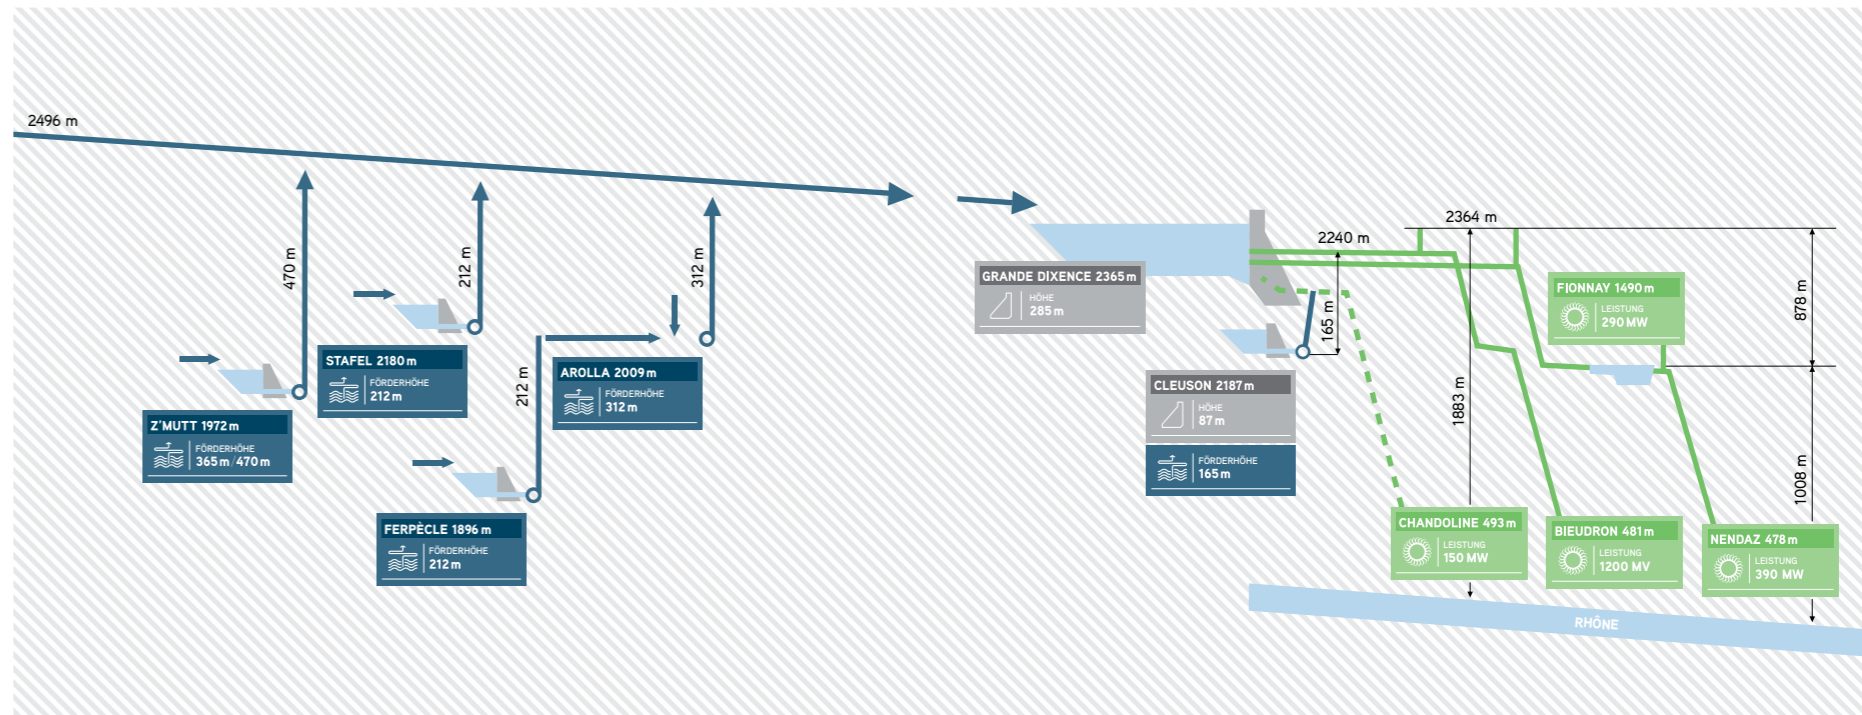 2496 m
470 m
212 m
312 m
212 m
STAFEL 2180 m
FÖRDERHÖHE
212 m
Z'MUTT 1972 m
FÖRDERHÖHE
365 m/470 m
AROLLA 2009 m
FÖRDERHÖHE
312 m
FERPÈCLE 1896 m
FÖRDERHÖHE
212 m
GRANDE DIXENCE 2365 m
HÖHE
285 m
2240 m
165 m
CLEUSON 2187 m
HÖHE
87 m
FÖRDERHÖHE
165 m
2364 m
1883 m
878 m
1008 m
FIONNAY 1490 m
LEISTUNG
290 MW
CHANDOLINE 493 m
LEISTUNG
150 MW
BIEUDRON 481 m
LEISTUNG
1200 MV
NENDAZ 478 m
LEISTUNG
390 MW
RHÔNE